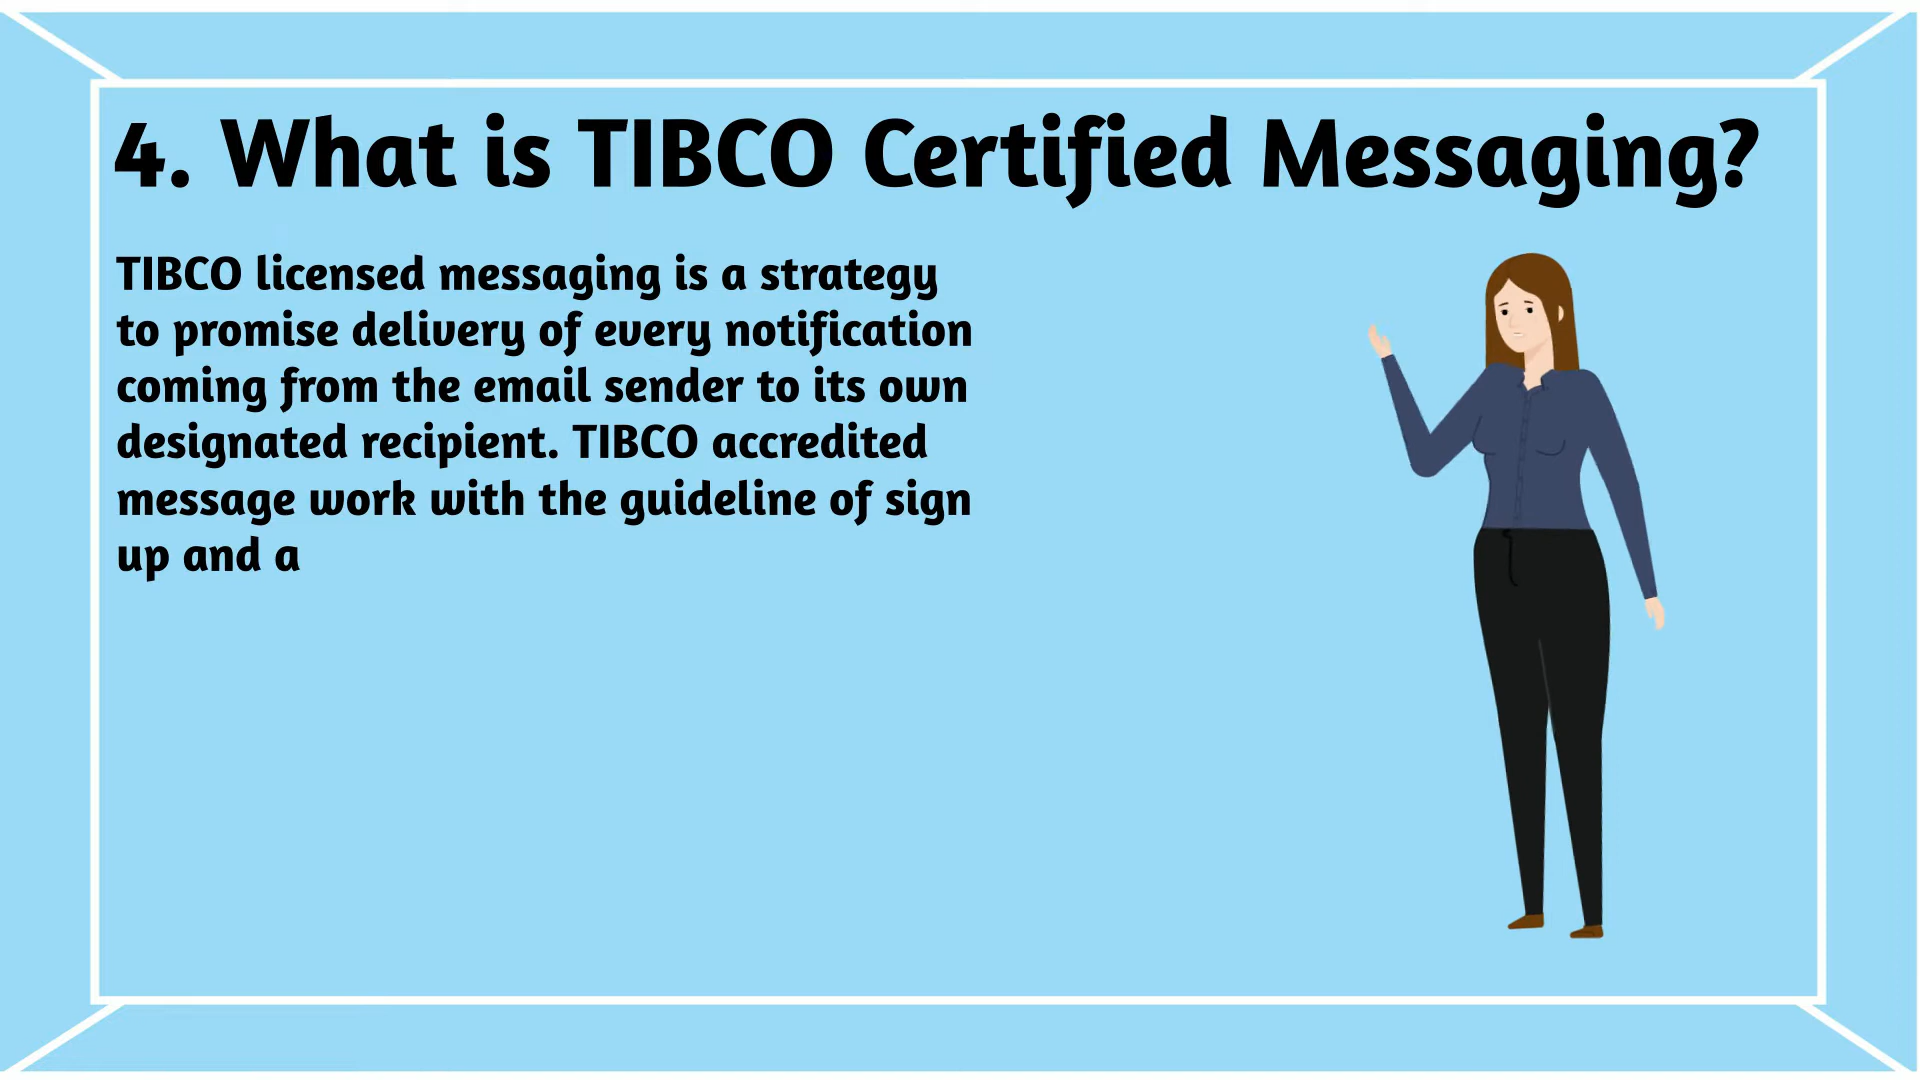 4. What is TIBCO Certified Messaging?
TIBCO licensed messaging is a strategy
to promise delivery of every notification
coming from the email sender to its own
designated recipient. TIBCO accredited
message work with the guideline of sign
up and a